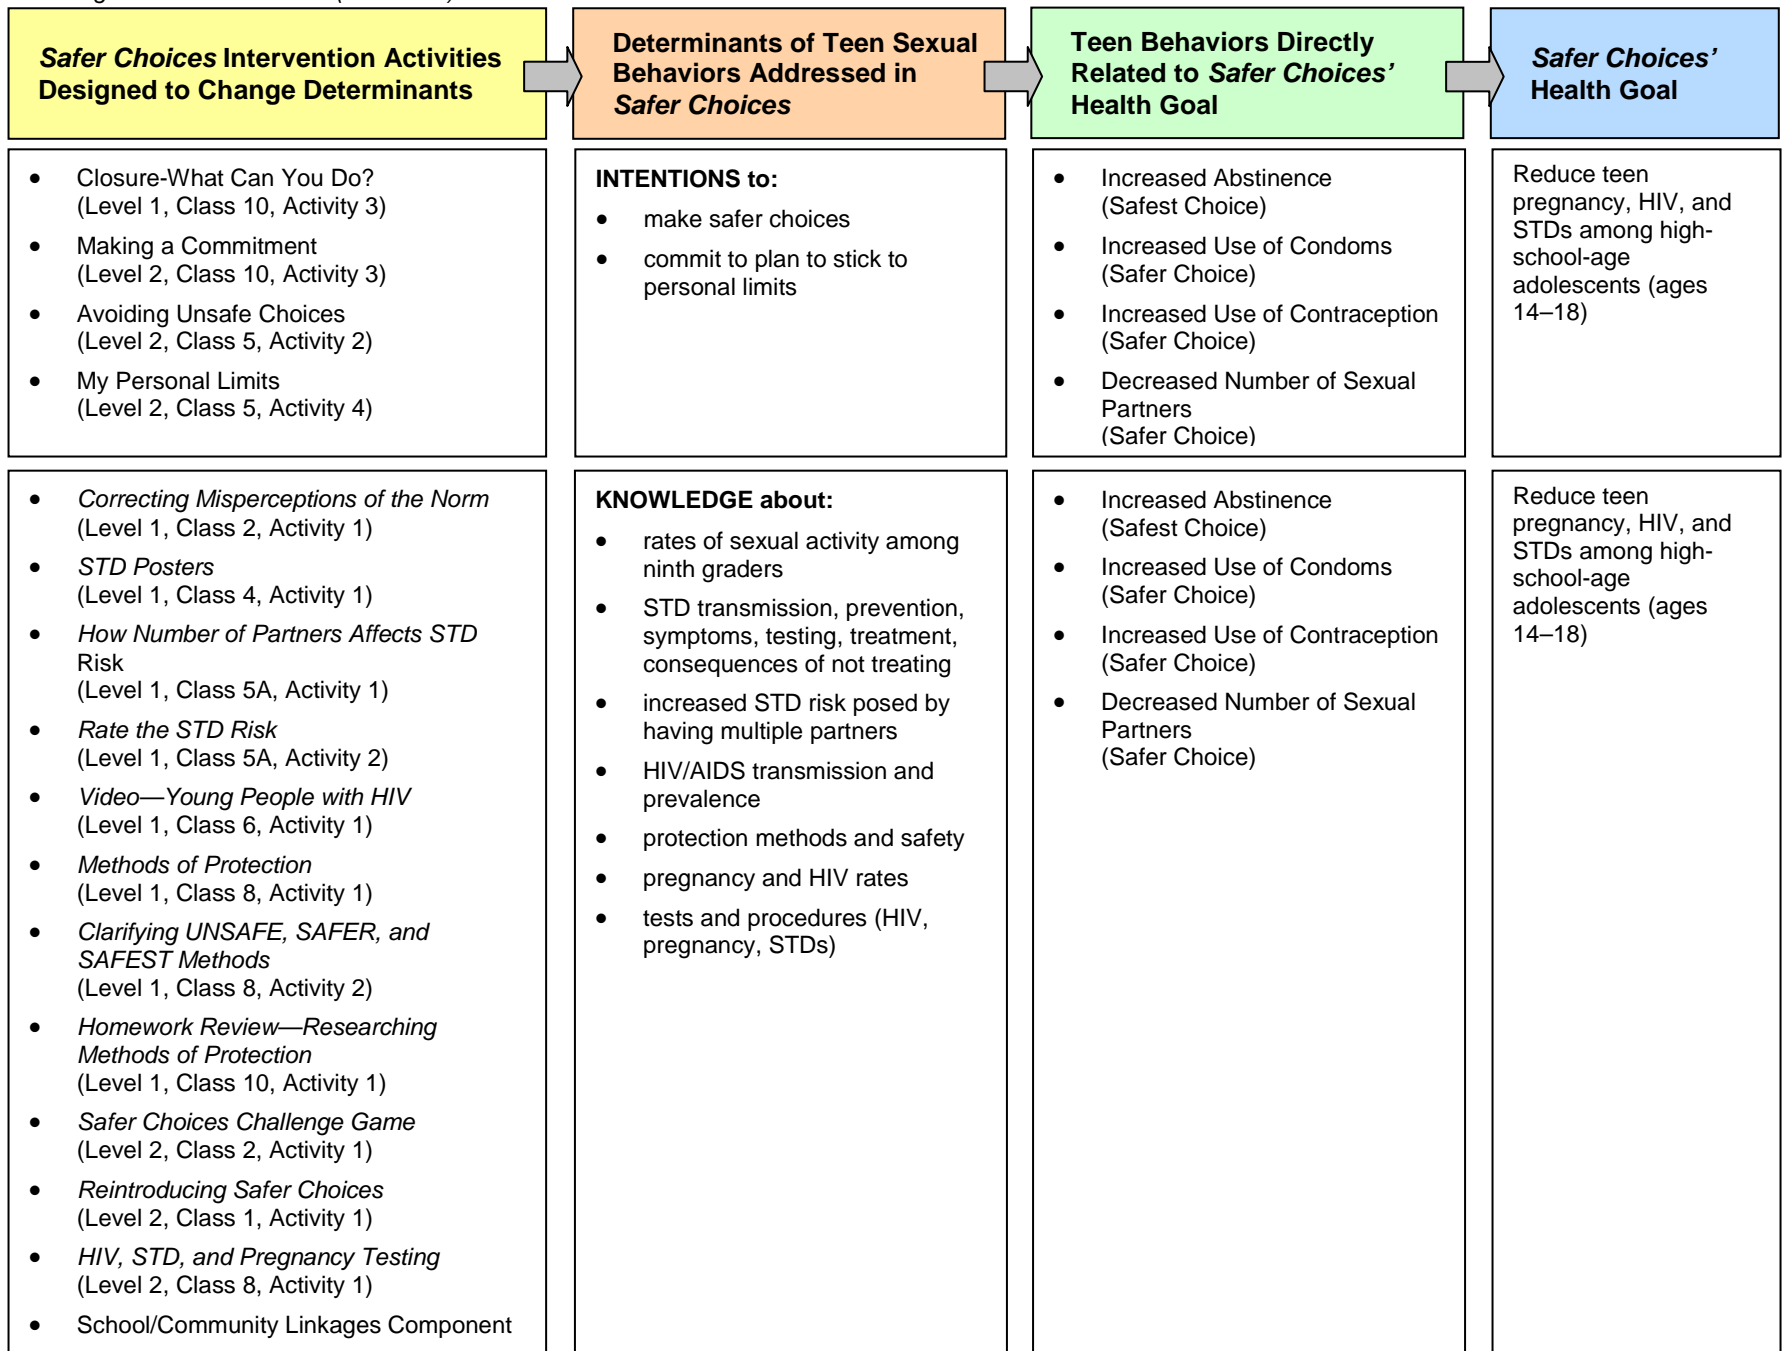 Safer Choices Intervention Activities
Designed to Change Determinants
Determinants of Teen Sexual
Behaviors Addressed in
Safer Choices
Teen Behaviors Directly
Related to Safer Choices’
Health Goal
Safer Choices’
Health Goal
• Closure-What Can You Do?
(Level 1, Class 10, Activity 3)
• Making a Commitment
(Level 2, Class 10, Activity 3)
• Avoiding Unsafe Choices
(Level 2, Class 5, Activity 2)
• My Personal Limits
(Level 2, Class 5, Activity 4)
INTENTIONS to:
• make safer choices
• commit to plan to stick to
personal limits
• Increased Abstinence
(Safest Choice)
• Increased Use of Condoms
(Safer Choice)
• Increased Use of Contraception
(Safer Choice)
• Decreased Number of Sexual
Partners
(Safer Choice)
Reduce teen
pregnancy, HIV, and
STDs among high-
school-age
adolescents (ages
14–18)
• Correcting Misperceptions of the Norm
(Level 1, Class 2, Activity 1)
• STD Posters
(Level 1, Class 4, Activity 1)
• How Number of Partners Affects STD
Risk
(Level 1, Class 5A, Activity 1)
• Rate the STD Risk
(Level 1, Class 5A, Activity 2)
• Video—Young People with HIV
(Level 1, Class 6, Activity 1)
• Methods of Protection
(Level 1, Class 8, Activity 1)
• Clarifying UNSAFE, SAFER, and
SAFEST Methods
(Level 1, Class 8, Activity 2)
• Homework Review—Researching
Methods of Protection
(Level 1, Class 10, Activity 1)
• Safer Choices Challenge Game
(Level 2, Class 2, Activity 1)
• Reintroducing Safer Choices
(Level 2, Class 1, Activity 1)
• HIV, STD, and Pregnancy Testing
(Level 2, Class 8, Activity 1)
• School/Community Linkages Component
KNOWLEDGE about:
• rates of sexual activity among
ninth graders
• STD transmission, prevention,
symptoms, testing, treatment,
consequences of not treating
• increased STD risk posed by
having multiple partners
• HIV/AIDS transmission and
prevalence
• protection methods and safety
• pregnancy and HIV rates
• tests and procedures (HIV,
pregnancy, STDs)
• Increased Abstinence
(Safest Choice)
• Increased Use of Condoms
(Safer Choice)
• Increased Use of Contraception
(Safer Choice)
• Decreased Number of Sexual
Partners
(Safer Choice)
Reduce teen
pregnancy, HIV, and
STDs among high-
school-age
adolescents (ages
14–18)